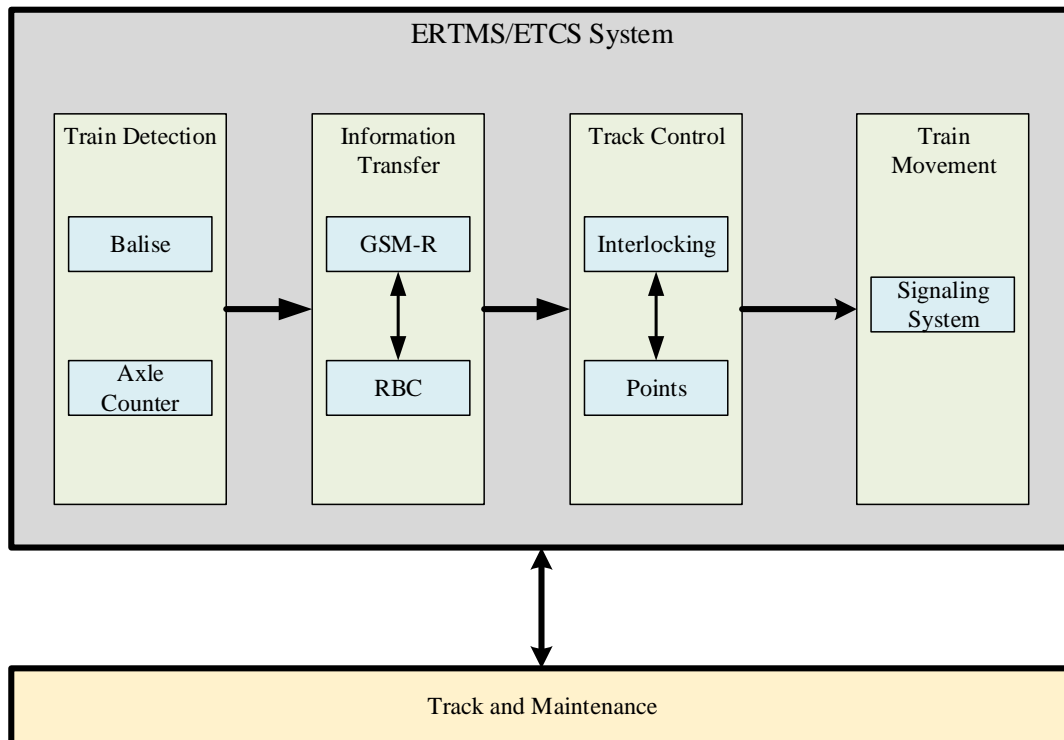 ERTMS/ETCS System
Train Detection
Balise
Axle
Counter
Information
Transfer
GSM-R
RBC
Track Control
Interlocking
Points
Train
Movement
Signaling
System
Track and Maintenance